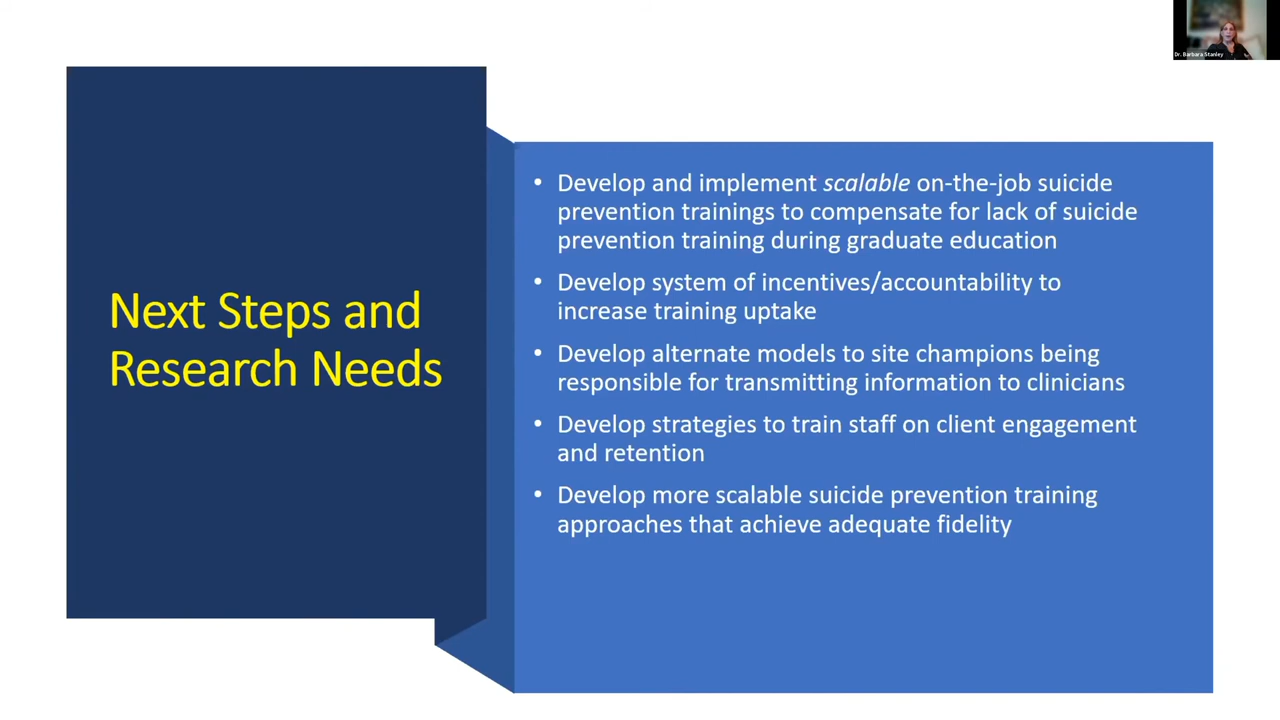 Dr. Barbara Stanley
Next Steps and
Research Needs
• Develop and implement scalable on-the-job suicide
prevention trainings to compensate for lack of suicide
prevention training during graduate education
• Develop system of incentives/accountability to
increase training uptake
• Develop alternate models to site champions being
responsible for transmitting information to clinicians
• Develop strategies to train staff on client engagement
and retention
• Develop more scalable suicide prevention training
approaches that achieve adequate fidelity